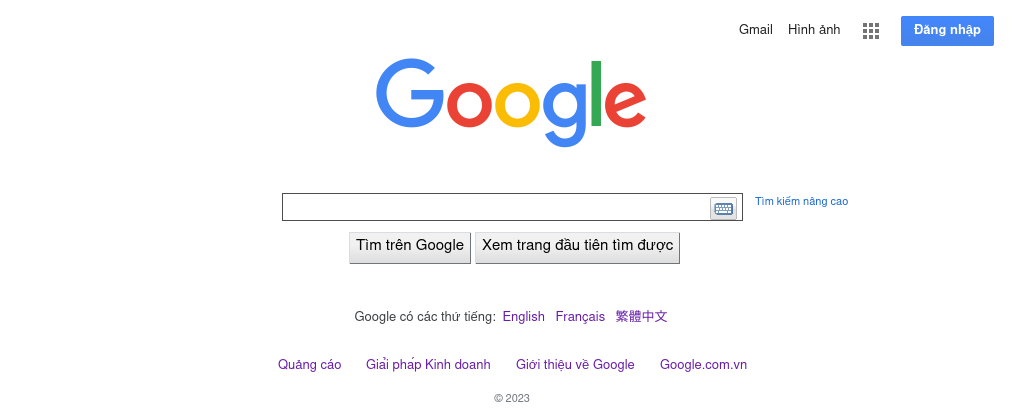 Gmail Hình ảnh Đăng nhập
Google
Tìm kiếm nâng cao
Tìm trên Google Xem trang đầu tiên tìm được
Google có các thứ tiếng: English Français 繁體中文
Quảng cáo Giải pháp Kinh doanh Giới thiệu về Google Google.com.vn
© 2023